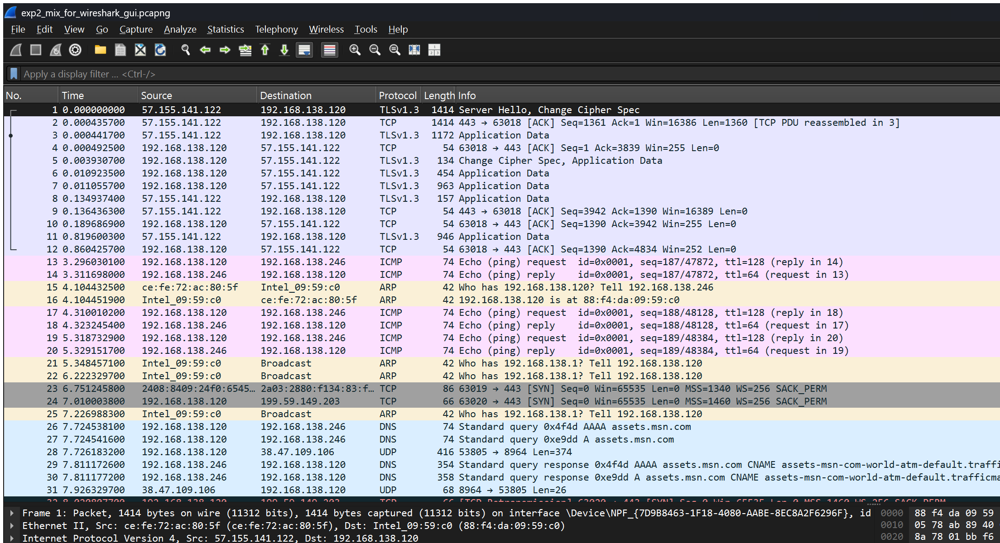 exp2_mix_for_wireshark_gui.pcapng
File Edit View Go Capture Analyze Statistics Telephony Wireless Tools Help
Apply a display filter ... <Ctrl-/>
No. Time Source Destination Protocol Length Info
1 0.000000000 57.155.141.122 192.168.138.120 TLSv1.3 1414 Server Hello, Change Cipher Spec
2 0.000435700 57.155.141.122 192.168.138.120 TCP 1414 443 → 63018 [ACK] Seq=1361 Ack=1 Win=16386 Len=1360 [TCP PDU reassembled in 3]
3 0.000441700 57.155.141.122 192.168.138.120 TLSv1.3 1172 Application Data
4 0.000492500 192.168.138.120 57.155.141.122 TCP 54 63018 → 443 [ACK] Seq=1 Ack=3839 Win=255 Len=0
5 0.003930700 192.168.138.120 57.155.141.122 TLSv1.3 134 Change Cipher Spec, Application Data
6 0.010923500 192.168.138.120 57.155.141.122 TLSv1.3 454 Application Data
7 0.011055700 192.168.138.120 57.155.141.122 TLSv1.3 963 Application Data
8 0.134937400 57.155.141.122 192.168.138.120 TLSv1.3 157 Application Data
9 0.136436300 57.155.141.122 192.168.138.120 TCP 54 443 → 63018 [ACK] Seq=3942 Ack=1390 Win=16389 Len=0
10 0.189686900 192.168.138.120 57.155.141.122 TCP 54 63018 → 443 [ACK] Seq=1390 Ack=3942 Win=255 Len=0
11 0.819600300 57.155.141.122 192.168.138.120 TLSv1.3 946 Application Data
12 0.860425700 192.168.138.120 57.155.141.122 TCP 54 63018 → 443 [ACK] Seq=1390 Ack=4834 Win=252 Len=0
13 3.296030100 192.168.138.120 192.168.138.246 ICMP 74 Echo (ping) request id=0x0001, seq=187/47872, ttl=128 (reply in 14)
14 3.311698000 192.168.138.246 192.168.138.120 ICMP 74 Echo (ping) reply id=0x0001, seq=187/47872, ttl=64 (request in 13)
15 4.104432500 ce:fe:72:ac:80:5f Intel_09:59:c0 ARP 42 Who has 192.168.138.120? Tell 192.168.138.246
16 4.104451900 Intel_09:59:c0 ce:fe:72:ac:80:5f ARP 42 192.168.138.120 is at 88:f4:da:09:59:c0
17 4.310010200 192.168.138.120 192.168.138.246 ICMP 74 Echo (ping) request id=0x0001, seq=188/48128, ttl=128 (reply in 18)
18 4.323245400 192.168.138.246 192.168.138.120 ICMP 74 Echo (ping) reply id=0x0001, seq=188/48128, ttl=64 (request in 17)
19 5.318732900 192.168.138.120 192.168.138.246 ICMP 74 Echo (ping) request id=0x0001, seq=189/48384, ttl=128 (reply in 20)
20 5.329151700 192.168.138.246 192.168.138.120 ICMP 74 Echo (ping) reply id=0x0001, seq=189/48384, ttl=64 (request in 19)
21 5.348457100 Intel_09:59:c0 Broadcast ARP 42 Who has 192.168.138.1? Tell 192.168.138.120
22 6.222329700 Intel_09:59:c0 Broadcast ARP 42 Who has 192.168.138.1? Tell 192.168.138.120
23 6.751245800 2408:8409:24f0:6545… 2a03:2880:f134:83:f… TCP 86 63019 → 443 [SYN] Seq=0 Win=65535 Len=0 MSS=1340 WS=256 SACK_PERM
24 7.010003800 192.168.138.120 199.59.149.203 TCP 66 63020 → 443 [SYN] Seq=0 Win=65535 Len=0 MSS=1460 WS=256 SACK_PERM
25 7.226988300 Intel_09:59:c0 Broadcast ARP 42 Who has 192.168.138.1? Tell 192.168.138.120
26 7.724538100 192.168.138.120 192.168.138.246 DNS 74 Standard query 0x4f4d AAAA assets.msn.com
27 7.724541600 192.168.138.120 192.168.138.246 DNS 74 Standard query 0xe9dd A assets.msn.com
28 7.726183200 192.168.138.120 38.47.109.106 UDP 416 53805 → 8964 Len=374
29 7.811172600 192.168.138.246 192.168.138.120 DNS 354 Standard query response 0x4f4d AAAA assets.msn.com CNAME assets-msn-com-world-atm-default.traffi
30 7.811177200 192.168.138.246 192.168.138.120 DNS 358 Standard query response 0xe9dd A assets.msn.com CNAME assets-msn-com-world-atm-default.trafficma
31 7.926329700 38.47.109.106 192.168.138.120 UDP 68 8964 → 53805 Len=26
192.168.138.120 199.59.149.203 TCP 66 [TCP Retransmission] 63020 → 443 [SYN] Seq=0 Win=65535 Len=0 MSS=1460 WS=256 SACK_PERM
Frame 1: Packet, 1414 bytes on wire (11312 bits), 1414 bytes captured (11312 bits) on interface \Device\NPF_{7D9B8463-1F18-4080-AABE-8EC8A2F6296F}, id
Ethernet II, Src: ce:fe:72:ac:80:5f (ce:fe:72:ac:80:5f), Dst: Intel_09:59:c0 (88:f4:da:09:59:c0)
Internet Protocol Version 4, Src: 57.155.141.122, Dst: 192.168.138.120
0000 88 f4 da 09 59
0010 05 78 ab 89 40
0020 8a 78 01 bb f6